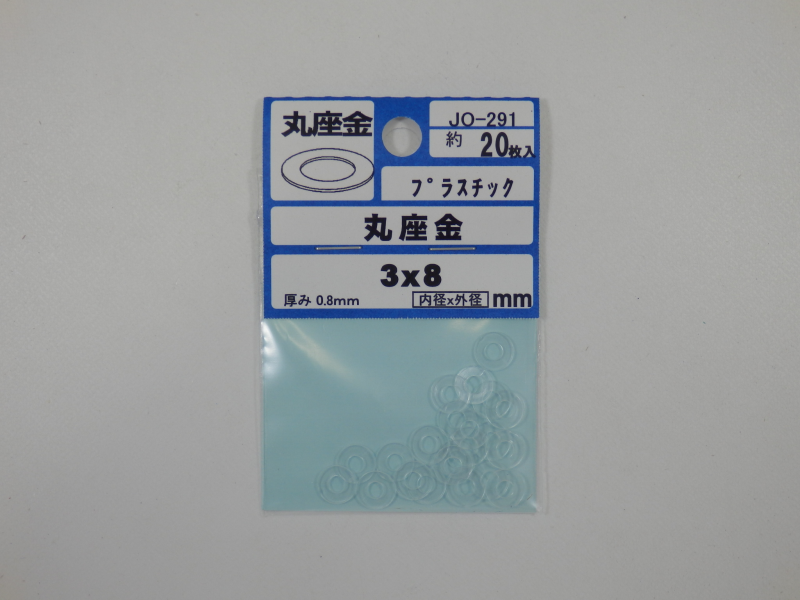 丸座金
JO-291
約 20枚入
プラスチック
丸座金
3x8
厚み 0.8mm 内径x外径 mm